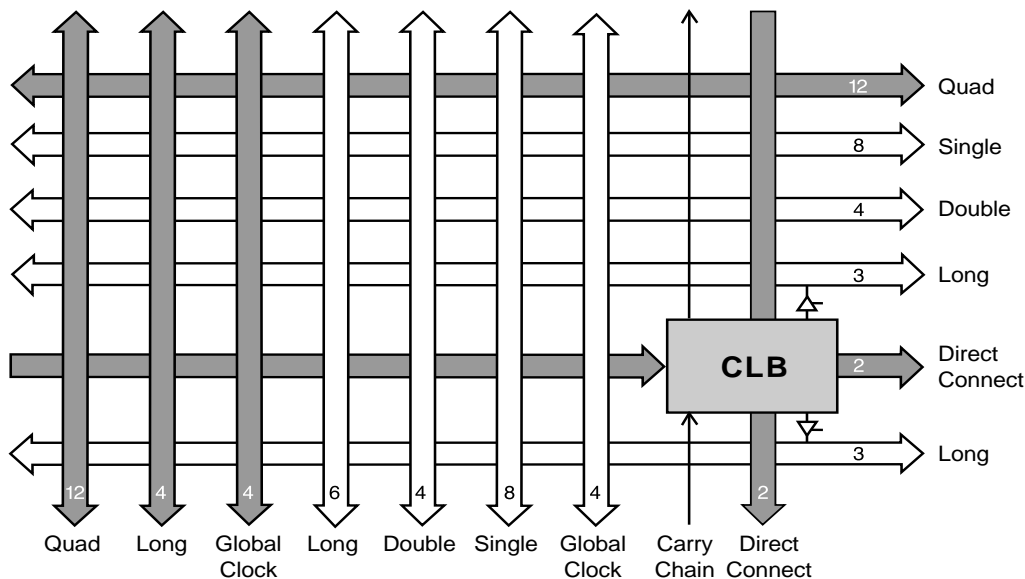 12
Quad
8
Single
4
Double
3
Long
CLB
2
Direct
Connect
3
Long
12
4
4
6
4
8
4
2
Quad
Long
Global
Clock
Long
Double
Single
Global
Clock
Carry
Chain
Direct
Connect